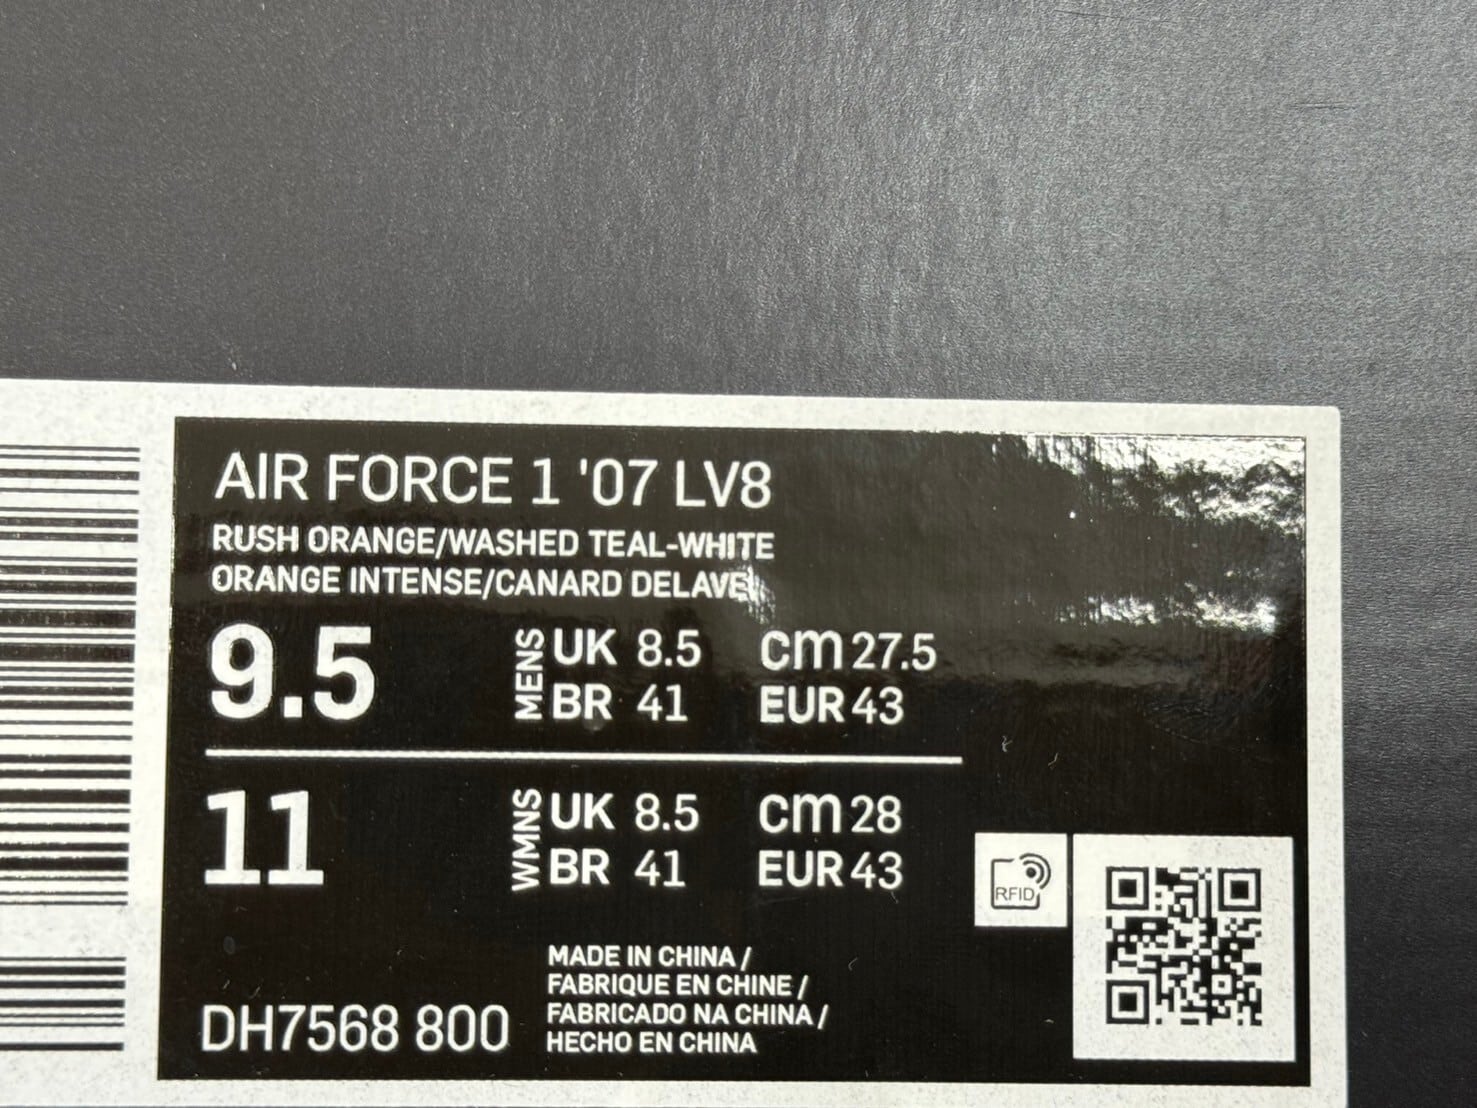 AIR FORCE 1 '07 LV8
RUSH ORANGE/WASHED TEAL-WHITE
ORANGE INTENSE/CANARD DELAVE
9.5 MENS UK 8.5 cm 27.5
BR 41 EUR 43
11 WMNS UK 8.5 cm 28
BR 41 EUR 43
RFID
MADE IN CHINA /
FABRIQUE EN CHINE /
FABRICADO NA CHINA /
HECHO EN CHINA
DH7568 800